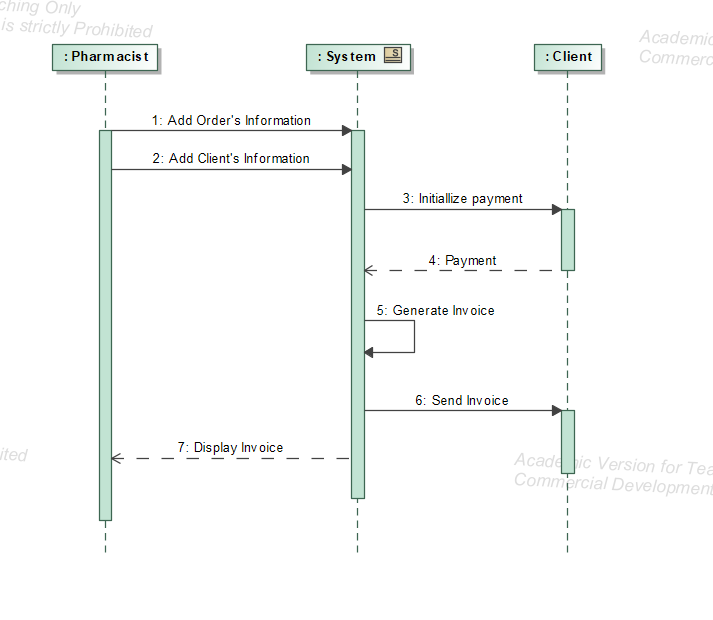 ching Only
is strictly Prohibited
Academic
Commerc
: Pharmacist
: System
S
: Client
1: Add Order's Information
2: Add Client's Information
3: Initiallize payment
4: Payment
5: Generate Invoice
6: Send Invoice
7: Display Invoice
ited
Academic Version for Tea
Commercial Development